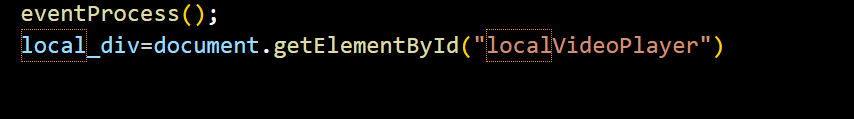 eventProcess();
local_div=document.getElementById("localVideoPlayer")